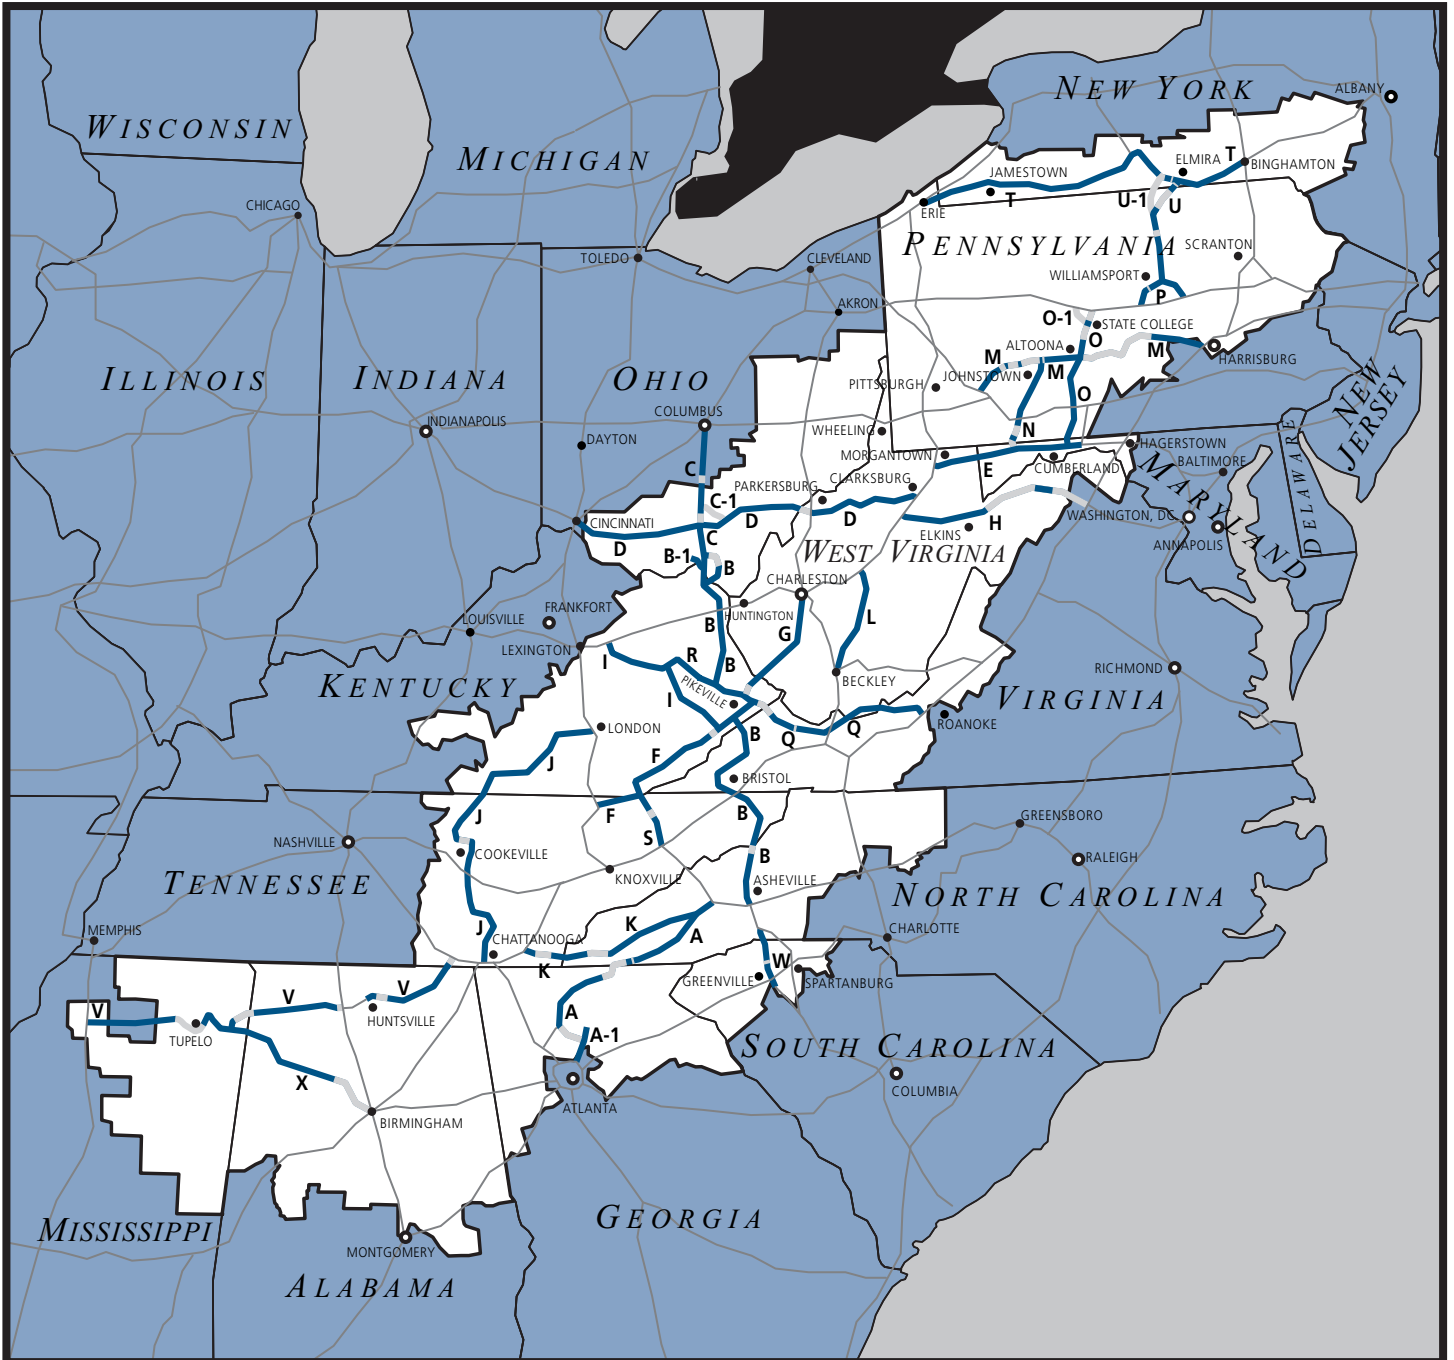 NEW YORK
ALBANY
WISCONSIN
MICHIGAN
ELMIRA
T
BINGHAMTON
JAMESTOWN
T
U-1
U
ERIE
CHICAGO
PENNSYLVANIA
SCRANTON
TOLEDO
CLEVELAND
WILLIAMSPORT
P
AKRON
O-1
STATE COLLEGE
O
ALTOONA
M
M
HARRISBURG
M
JOHNSTOWN
ILLINOIS
INDIANA
OHIO
PITTSBURGH
O
NEW
JERSEY
COLUMBUS
INDIANAPOLIS
DAYTON
WHEELING
N
HAGERSTOWN
MORGANTOWN
E
CUMBERLAND
BALTIMORE
MARYLAND
DELAWARE
C
PARKERSBURG
CLARKSBURG
C-1
D
D
H
WASHINGTON, DC
CINCINNATI
ELKINS
ANNAPOLIS
D
C
B-1
B
WEST VIRGINIA
CHARLESTON
FRANKFORT
HUNTINGTON
LOUISVILLE
B
G
L
LEXINGTON
I
R
B
RICHMOND
BECKLEY
KENTUCKY
PIKEVILLE
I
VIRGINIA
LONDON
B
Q
Q
ROANOKE
J
F
BRISTOL
J
F
B
GREENSBORO
S
NASHVILLE
COOKEVILLE
B
RALEIGH
TENNESSEE
KNOXVILLE
ASHEVILLE
NORTH CAROLINA
MEMPHIS
J
CHATTANOOGA
K
A
CHARLOTTE
K
W
GREENVILLE
SPARTANBURG
V
V
V
HUNTSVILLE
A
TUPELO
A-1
SOUTH CAROLINA
X
COLUMBIA
ATLANTA
BIRMINGHAM
MISSISSIPPI
GEORGIA
MONTGOMERY
ALABAMA